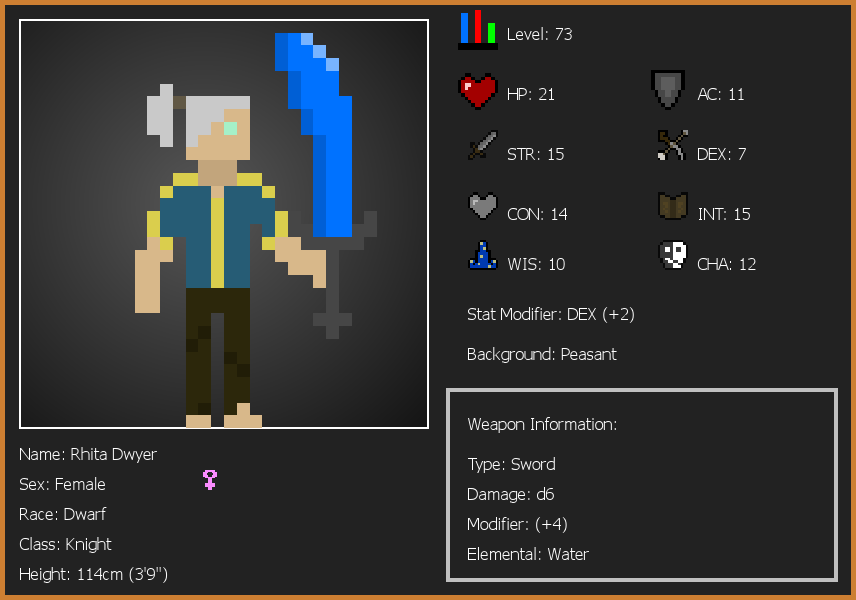 Level: 73
HP: 21
AC: 11
STR: 15
DEX: 7
CON: 14
INT: 15
WIS: 10
CHA: 12
Stat Modifier: DEX (+2)
Background: Peasant
Weapon Information:
Type: Sword
Damage: d6
Modifier: (+4)
Elemental: Water
Name: Rhita Dwyer
Sex: Female
Race: Dwarf
Class: Knight
Height: 114cm (3'9")